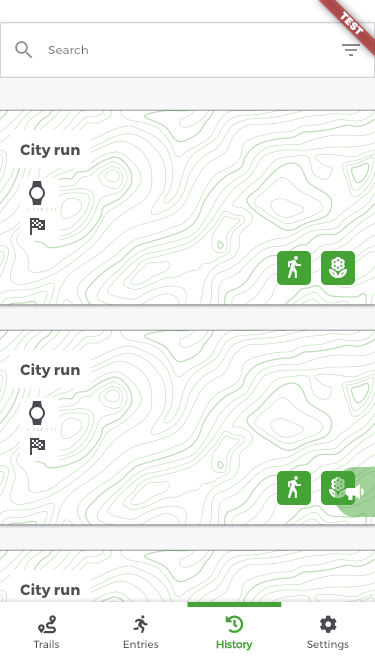 TEST
Search
City run
City run
City run
Trails
Entries
History
Settings